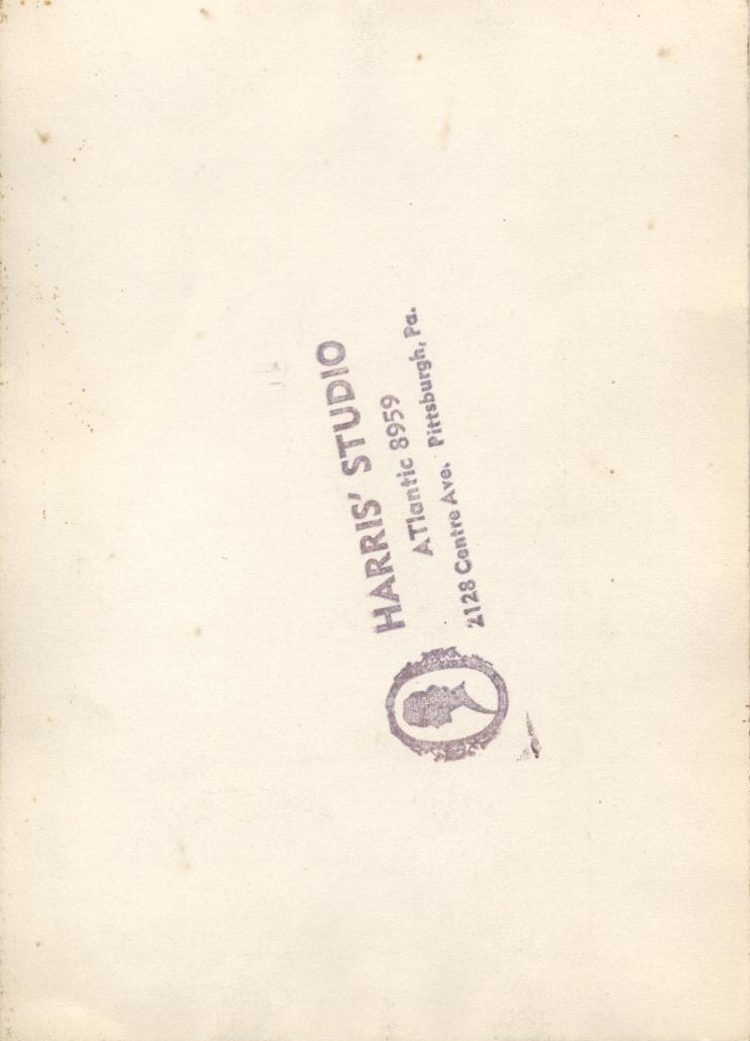 HARRIS' STUDIO
ATlantic 8959
2128 Centre Ave. Pittsburgh, Pa.